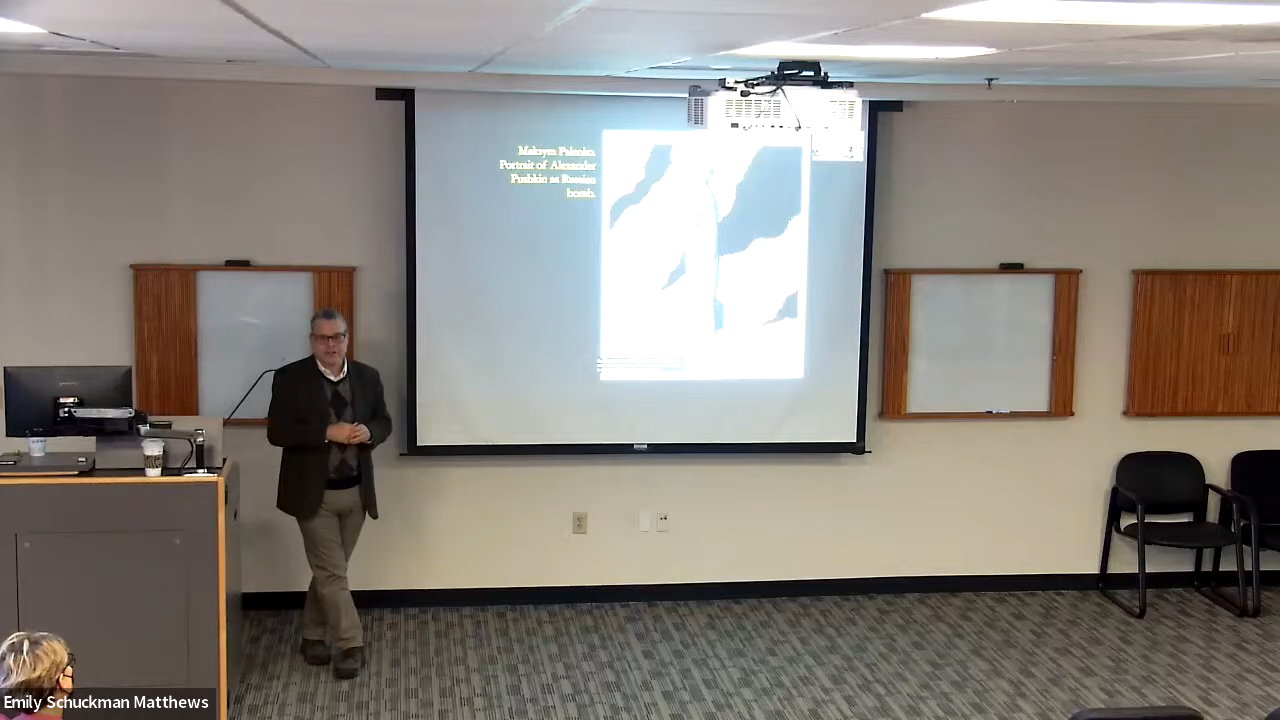 Maksym Palenko.
Portrait of Alexander
Pushkin as Russian
bomb.
Emily Schuckman Matthews